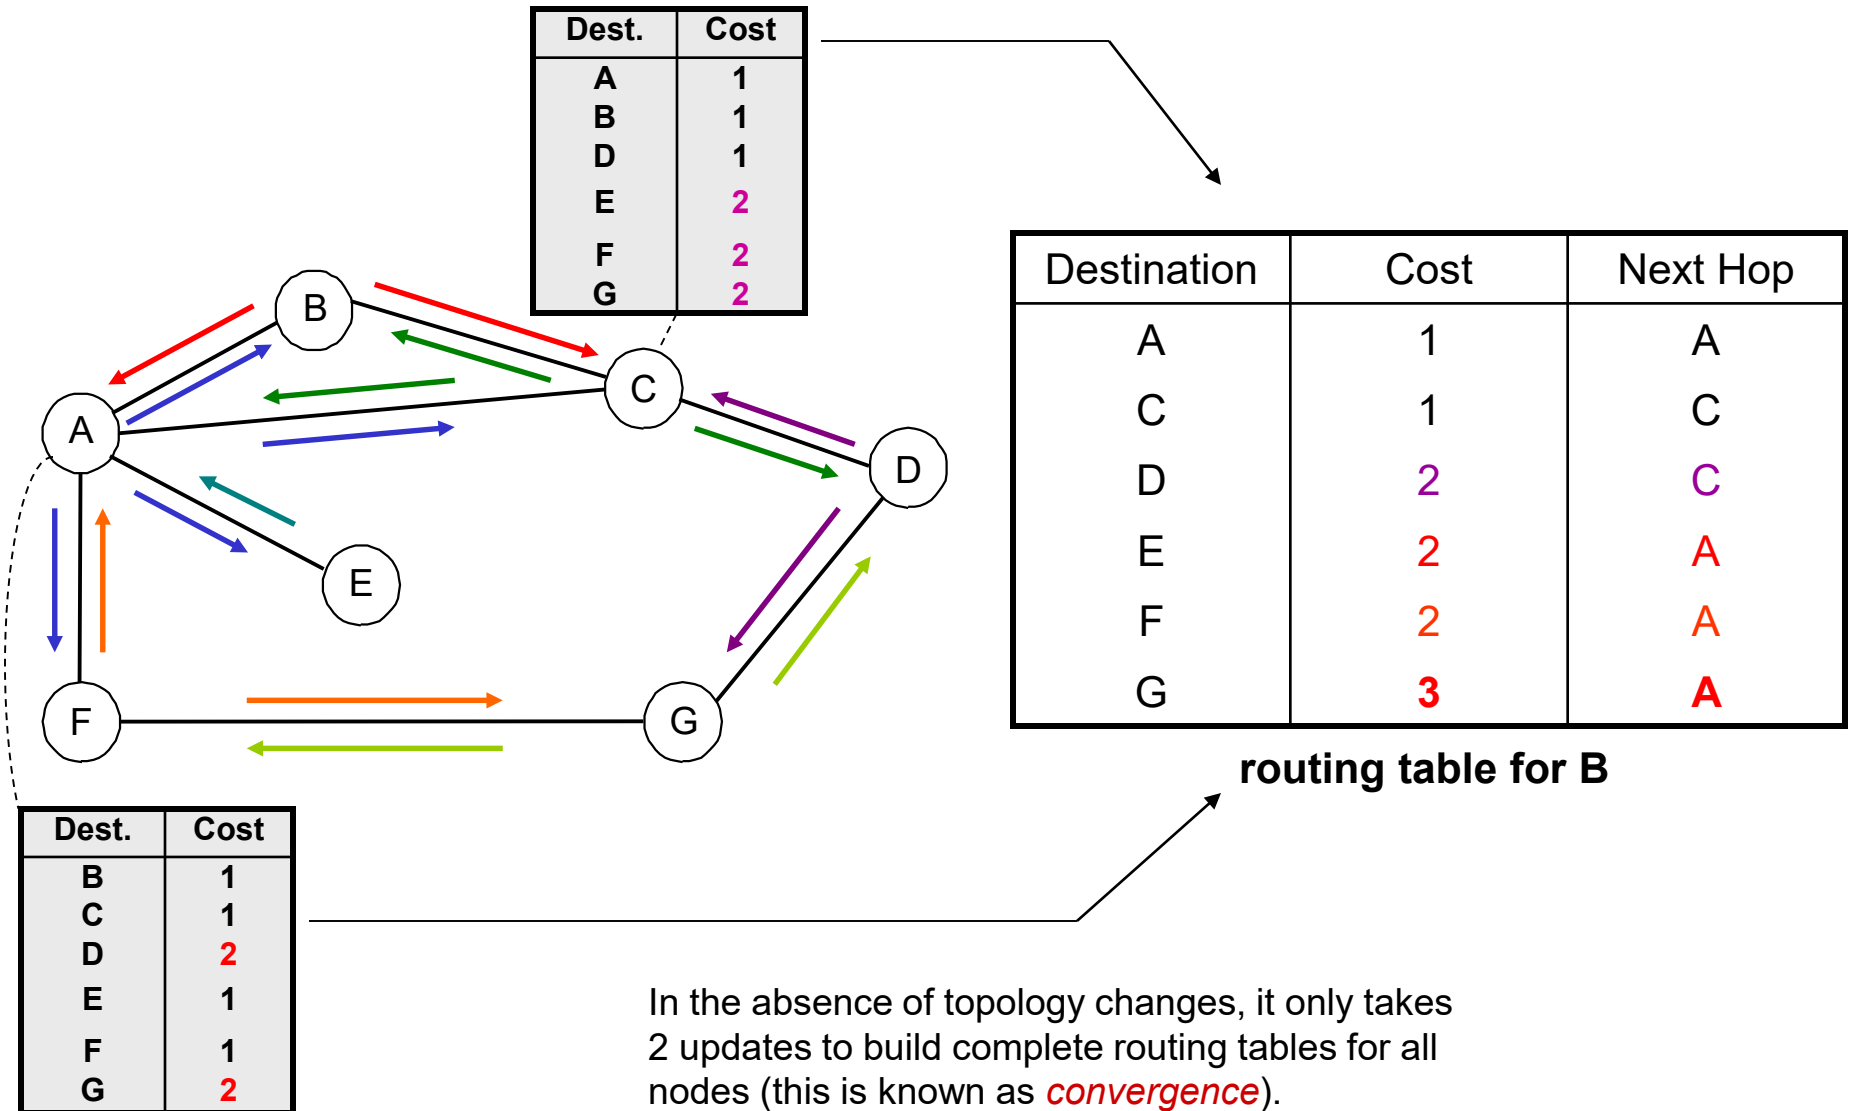 Dest. Cost
A 1
B 1
D 1
E 2
F 2
G 2
B
C
A
D
E
F
G
Destination Cost Next Hop
A 1 A
C 1 C
D 2 C
E 2 A
F 2 A
G 3 A
routing table for B
Dest. Cost
B 1
C 1
D 2
E 1
F 1
G 2
In the absence of topology changes, it only takes
2 updates to build complete routing tables for all
nodes (this is known as convergence).